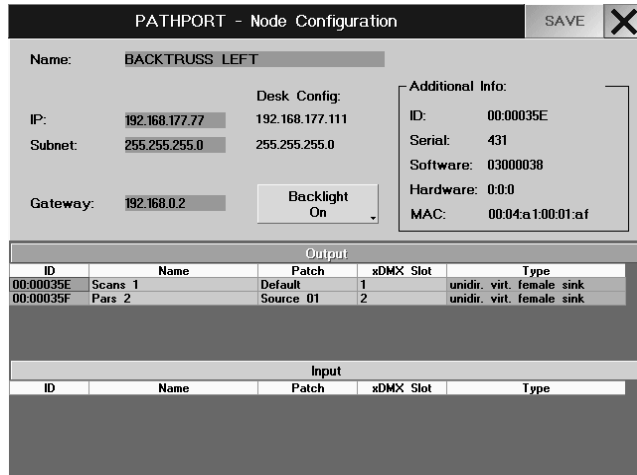 PATHPORT - Node Configuration
SAVE
Name: BACKTRUSS LEFT
Desk Config:
IP: 192.168.177.77 192.168.177.111
Subnet: 255.255.255.0 255.255.255.0
Gateway: 192.168.0.2
Backlight
On
Additional Info:
ID: 00:00035E
Serial: 431
Software: 03000038
Hardware: 0:0:0
MAC: 00:04:a1:00:01:af
Output
ID Name Patch xDMX Slot Type
00:00035E Scans 1 Default 1 unidir. virt. female sink
00:00035F Pars 2 Source 01 2 unidir. virt. female sink
Input
ID Name Patch xDMX Slot Type